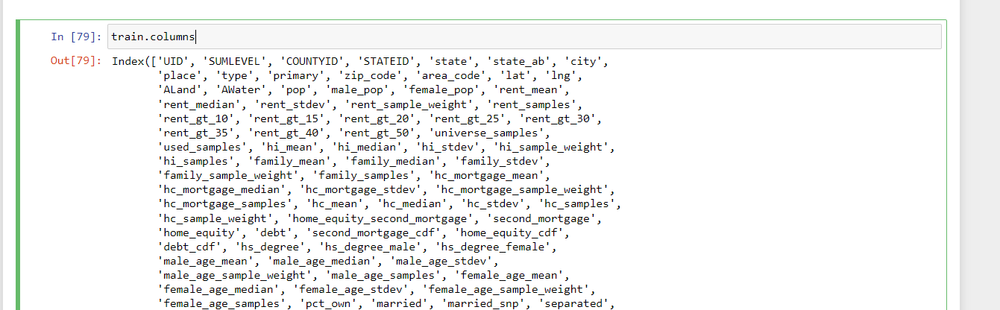 In [79]: train.columns
Out[79]: Index(['UID', 'SUMLEVEL', 'COUNTYID', 'STATEID', 'state', 'state_ab', 'city',
'place', 'type', 'primary', 'zip_code', 'area_code', 'lat', 'lng',
'ALand', 'AWater', 'pop', 'male_pop', 'female_pop', 'rent_mean',
'rent_median', 'rent_stdev', 'rent_sample_weight', 'rent_samples',
'rent_gt_10', 'rent_gt_15', 'rent_gt_20', 'rent_gt_25', 'rent_gt_30',
'rent_gt_35', 'rent_gt_40', 'rent_gt_50', 'universe_samples',
'used_samples', 'hi_mean', 'hi_median', 'hi_stdev', 'hi_sample_weight',
'hi_samples', 'family_mean', 'family_median', 'family_stdev',
'family_sample_weight', 'family_samples', 'hc_mortgage_mean',
'hc_mortgage_median', 'hc_mortgage_stdev', 'hc_mortgage_sample_weight',
'hc_mortgage_samples', 'hc_mean', 'hc_median', 'hc_stdev', 'hc_samples',
'hc_sample_weight', 'home_equity_second_mortgage', 'second_mortgage',
'home_equity', 'debt', 'second_mortgage_cdf', 'home_equity_cdf',
'debt_cdf', 'hs_degree', 'hs_degree_male', 'hs_degree_female',
'male_age_mean', 'male_age_median', 'male_age_stdev',
'male_age_sample_weight', 'male_age_samples', 'female_age_mean',
'female_age_median', 'female_age_stdev', 'female_age_sample_weight',
'female_age_samples', 'pct_own', 'married', 'married_snp', 'separated',